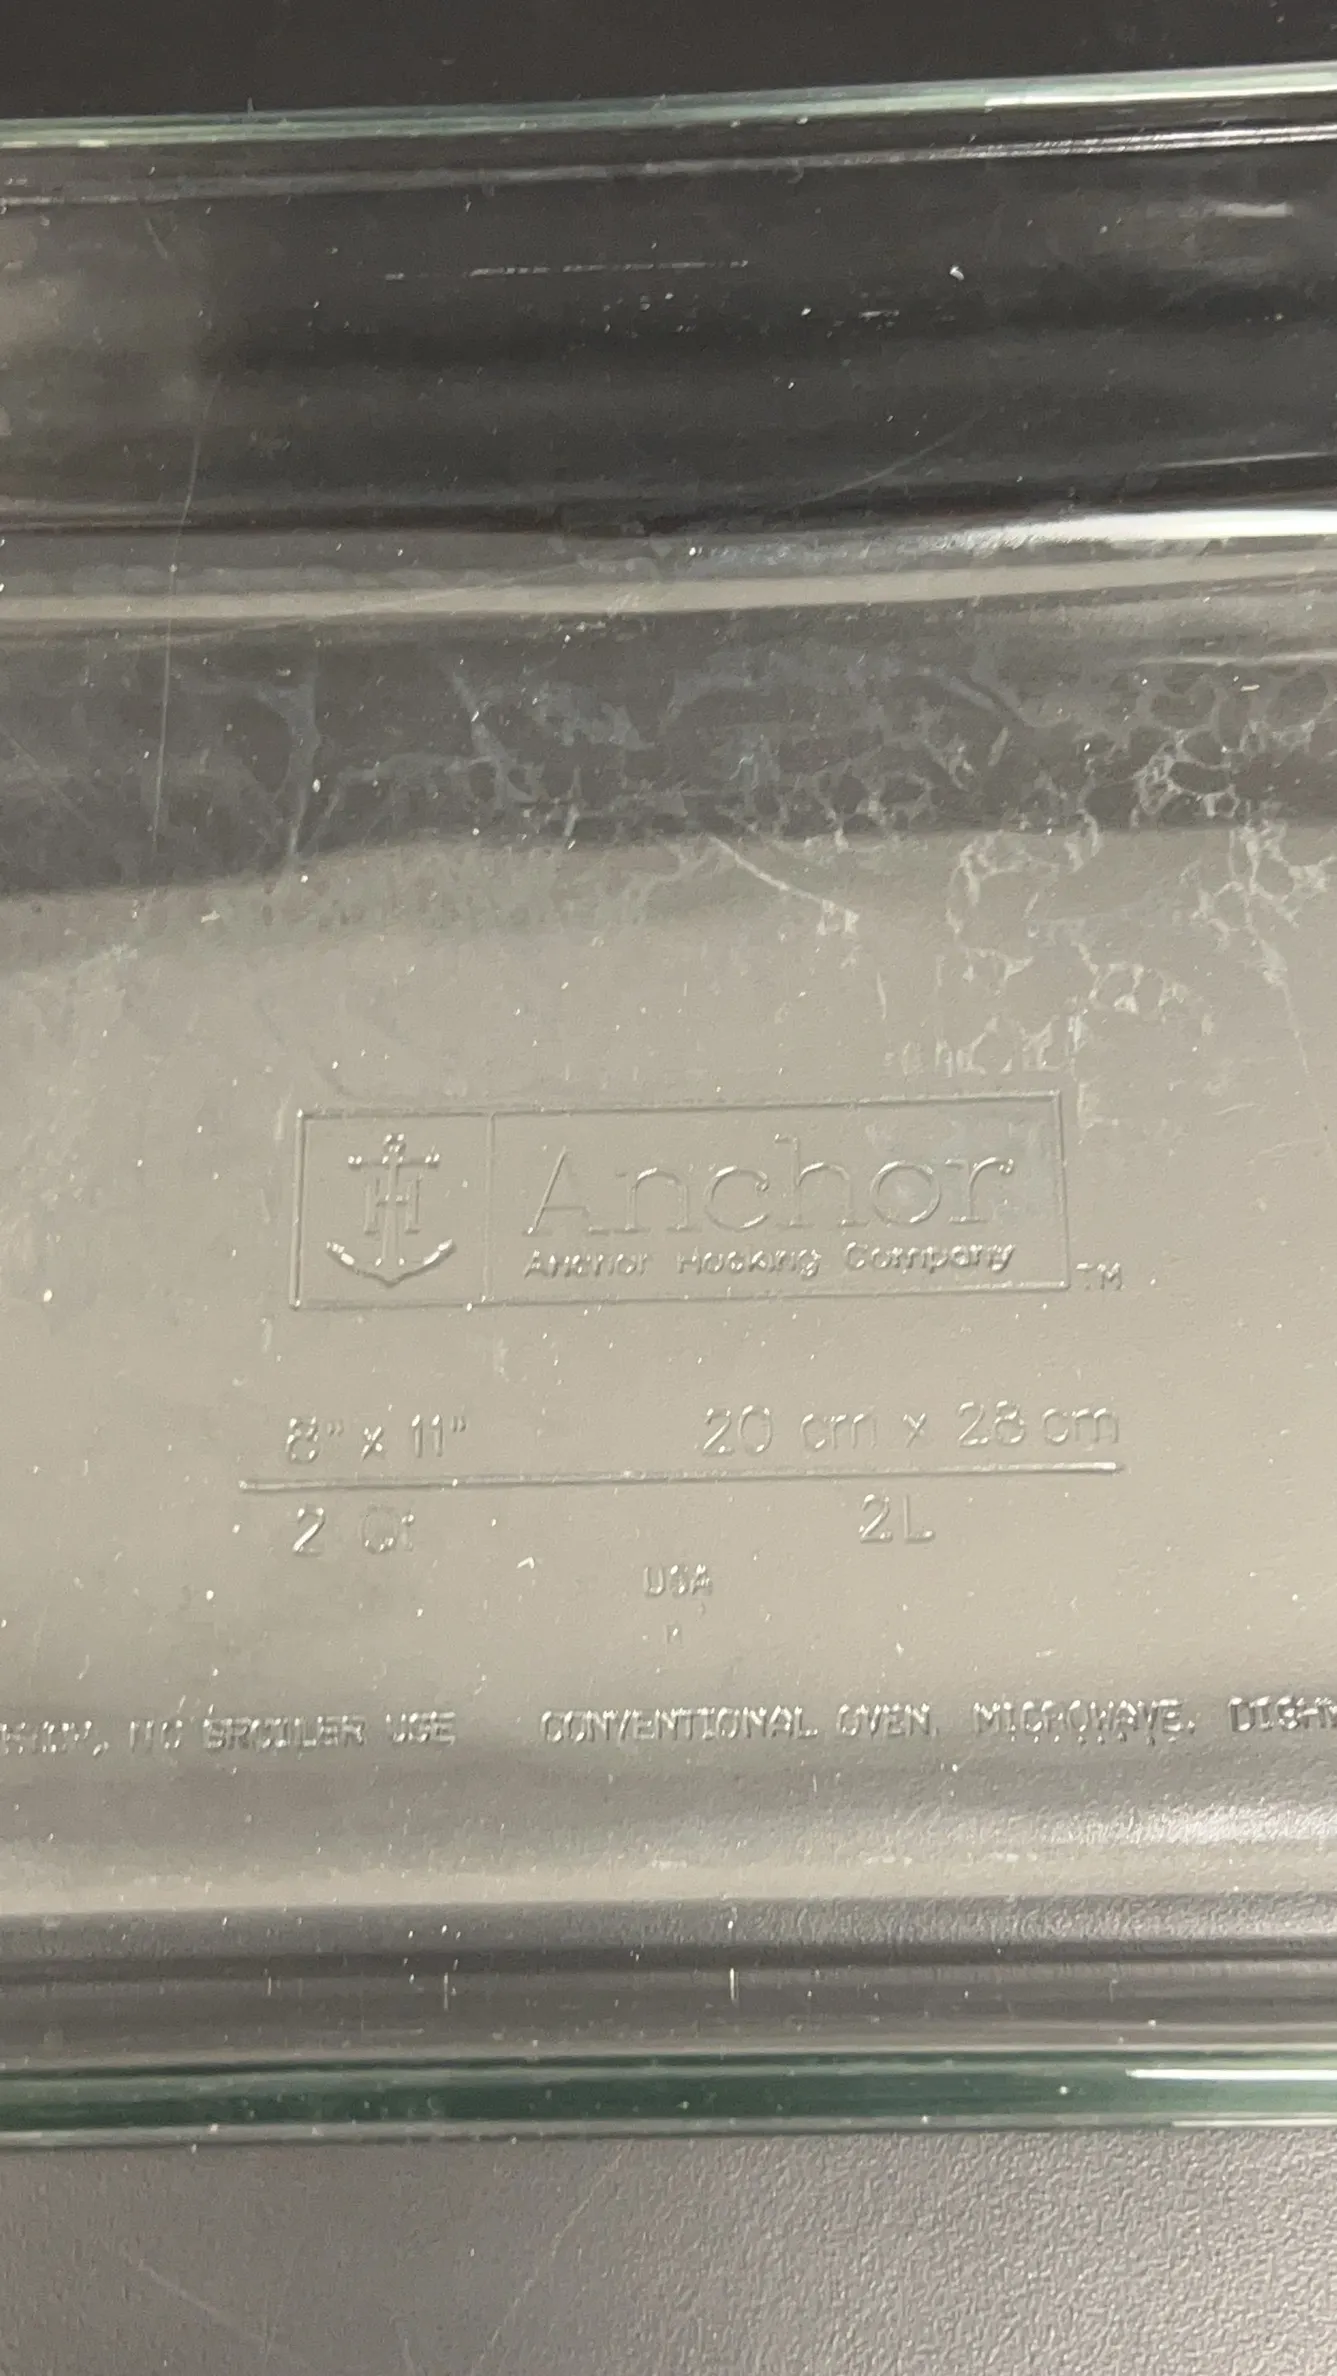 H
Anchor
Anchor Hocking Company
TM
8" x 11" 20 cm x 28 cm
2 Qt 2L
USA
NO BROILER USE CONVENTIONAL OVEN, MICROWAVE,